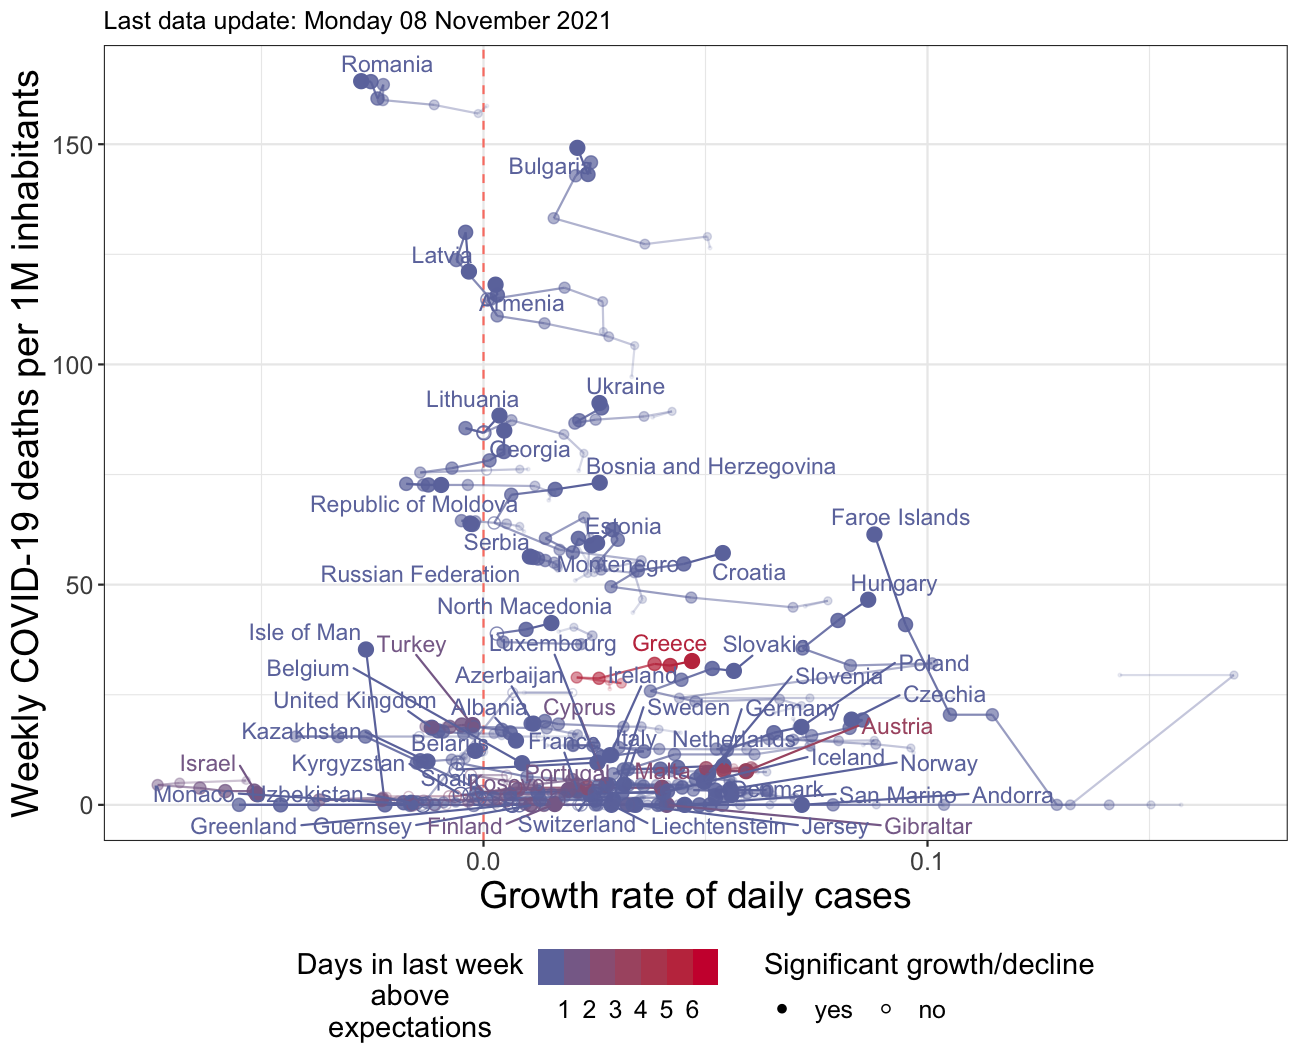 Last data update: Monday 08 November 2021
Weekly COVID-19 deaths per 1M inhabitants
150
100
50
0
Romania
Bulgaria
Latvia
Armenia
Ukraine
Lithuania
Georgia
Bosnia and Herzegovina
Republic of Moldova
Faroe Islands
Estonia
Serbia
Montenegro
Russian Federation
Croatia
Hungary
North Macedonia
Isle of Man
Turkey
Luxembourg
Greece
Slovakia
Belgium
Azerbaijan
Ireland
Slovenia
Poland
United Kingdom
Albania
Cyprus
Sweden
Germany
Czechia
Kazakhstan
Belarus
France
Italy
Netherlands
Austria
Israel
Kyrgyzstan
Spain
Kosovo
Portugal
Malta
Iceland
Norway
Monaco
Uzbekistan
Denmark
San Marino
Andorra
Greenland
Guernsey
Finland
Switzerland
Liechtenstein
Jersey
Gibraltar
0.0
0.1
Growth rate of daily cases
Days in last week
above
expectations
1 2 3 4 5 6
Significant growth/decline
yes
no